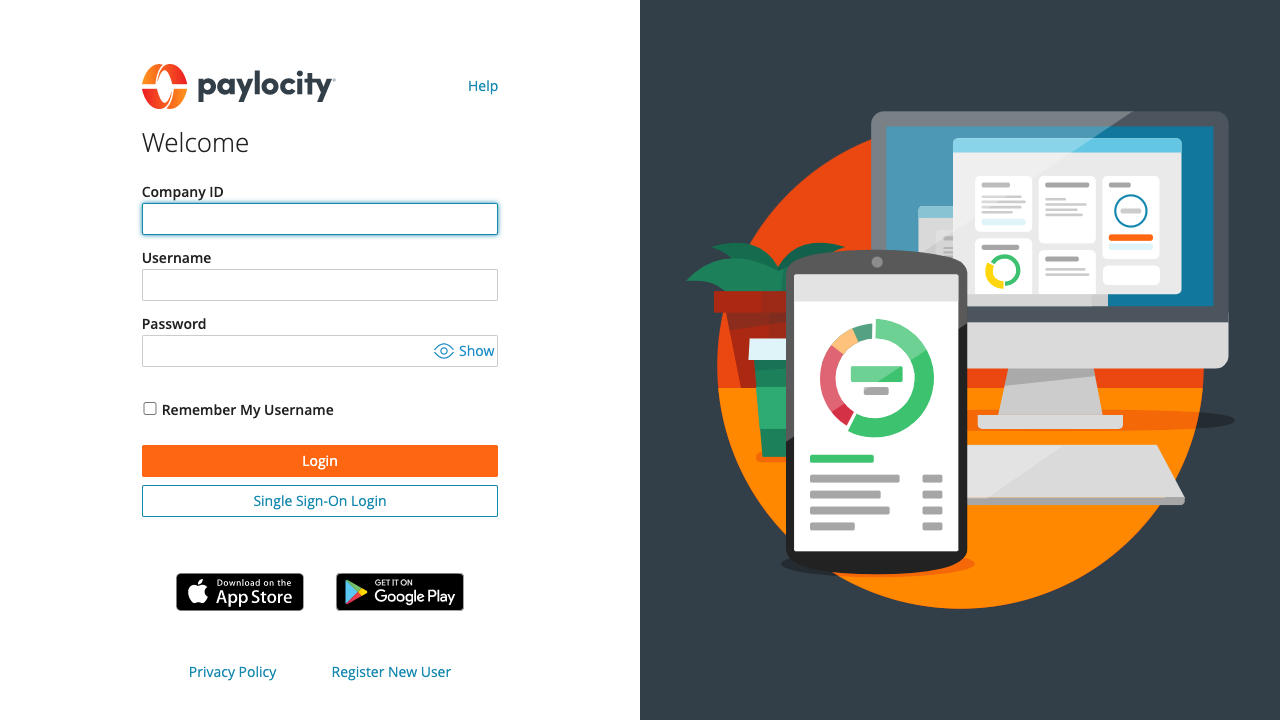 paylocity
Help
Welcome
Company ID
Username
Password
Show
Remember My Username
Login
Single Sign-On Login
Download on the
App Store
GET IT ON
Google Play
Privacy Policy
Register New User